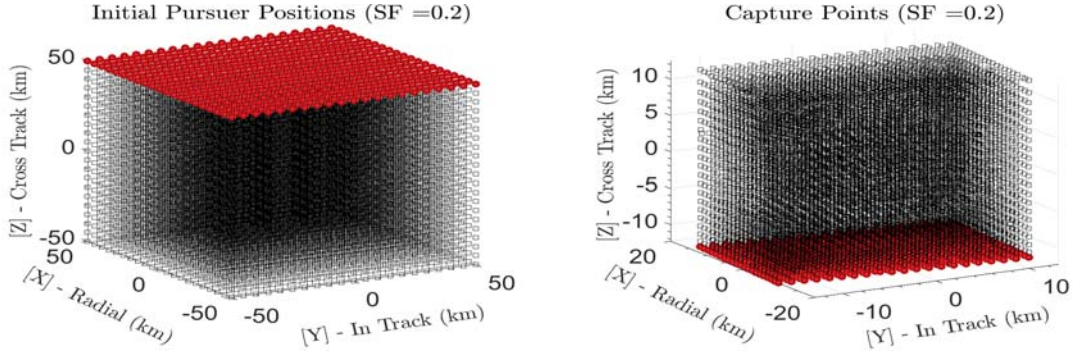 Initial Pursuer Positions (SF =0.2)
[Z] - Cross Track (km)
50
0
-50
50
0
-50
[X] - Radial (km)
-50
0
50
[Y] - In Track (km)
Capture Points (SF =0.2)
[Z] - Cross Track (km)
10
5
0
-5
-10
20
0
-20
[X] - Radial (km)
-10
0
10
[Y] - In Track (km)